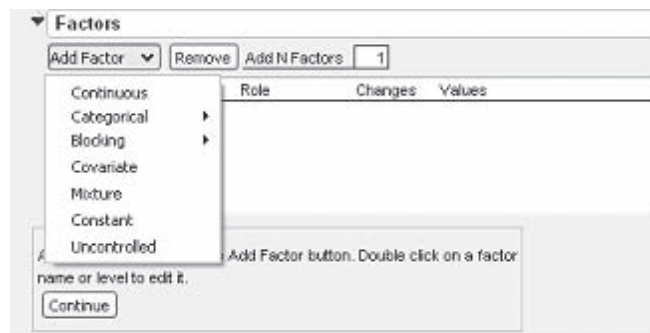 Factors
Add Factor Remove Add N Factors 1
Role Changes Values
Continuous
Categorical
Blocking
Covariate
Mixture
Constant
Uncontrolled
Add Factor button. Double click on a factor
name or level to edit it.
Continue